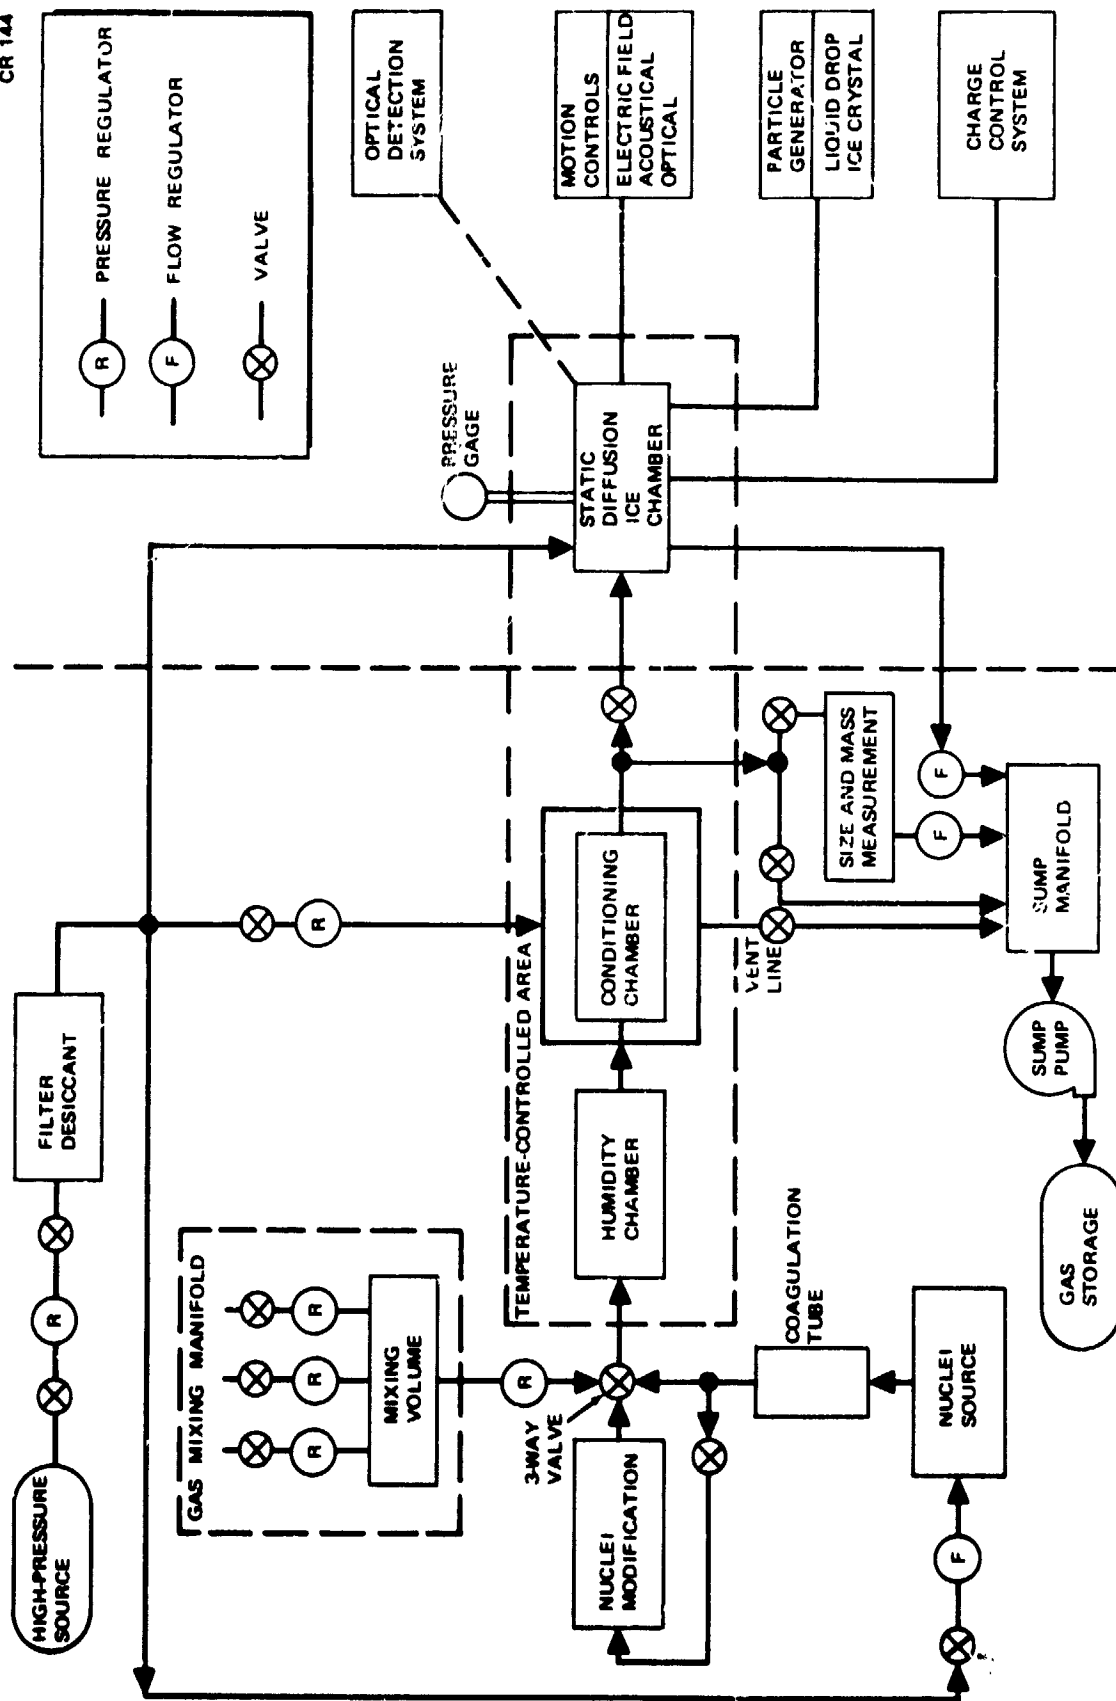 CR 144
R
PRESSURE REGULATOR
F
FLOW REGULATOR
VALVE
HIGH-PRESSURE
SOURCE
R
FILTER
DESICCANT
R
GAS MIXING MANIFOLD
R
R
R
MIXING
VOLUME
R
3-WAY
VALVE
NUCLEI
MODIFICATION
TEMPERATURE-CONTROLLED AREA
HUMIDITY
CHAMBER
CONDITIONING
CHAMBER
PRESSURE
GAGE
STATIC
DIFFUSION
ICE
CHAMBER
OPTICAL
DETECTION
SYSTEM
MOTION
CONTROLS
ELECTRIC FIELD
ACOUSTICAL
OPTICAL
PARTICLE
GENERATOR
LIQUID DROP
ICE CRYSTAL
CHARGE
CONTROL
SYSTEM
COAGULATION
TUBE
NUCLEI
SOURCE
F
VENT
LINE
SIZE AND MASS
MEASUREMENT
F
F
SUMP
MANIFOLD
SUMP
PUMP
GAS
STORAGE